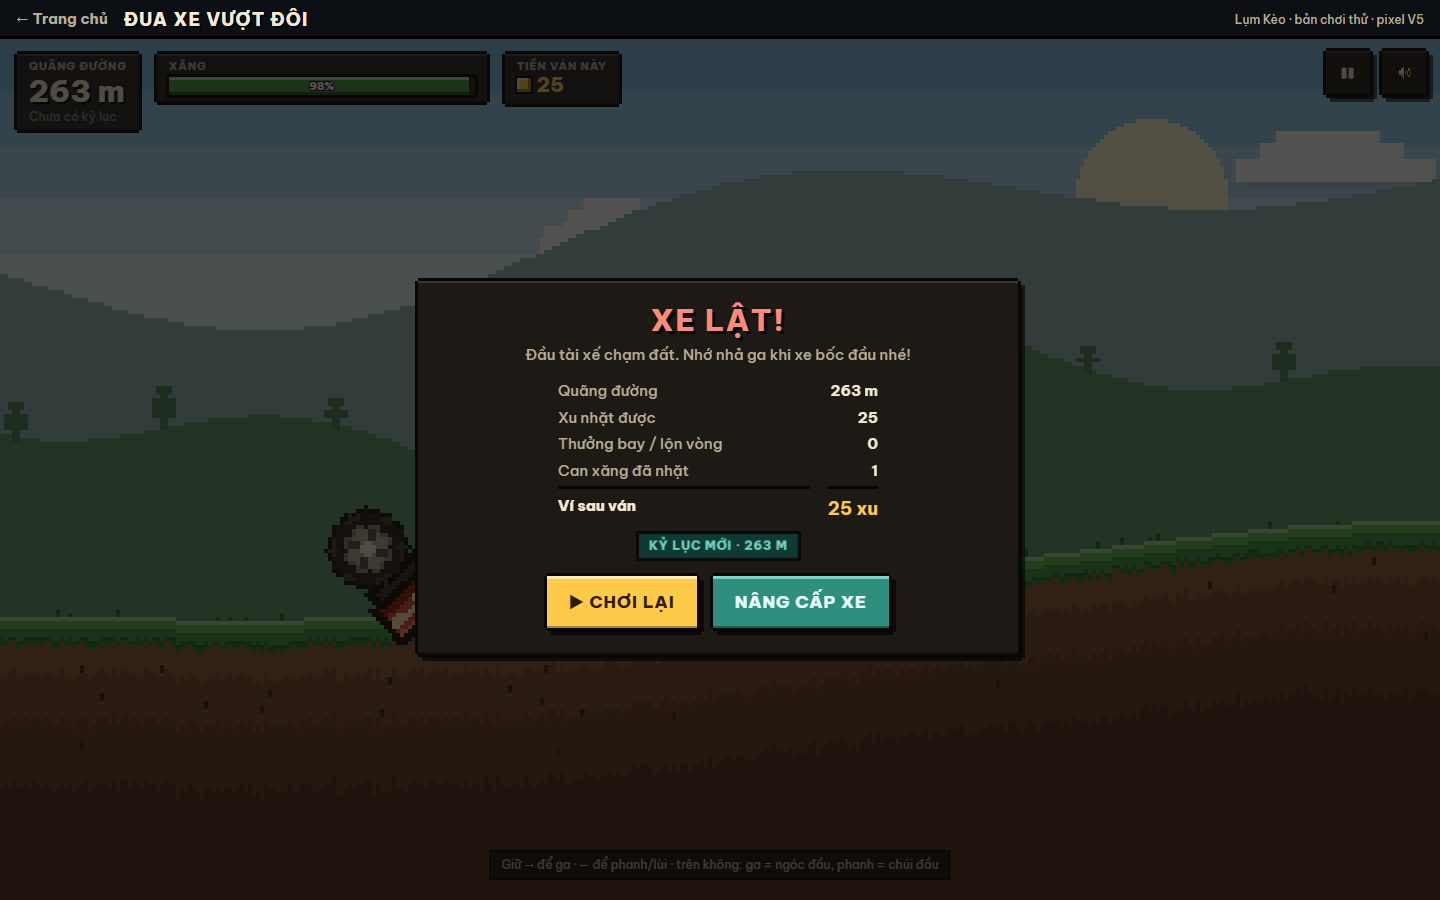 ← Trang chủ ĐUA XE VƯỢT ĐỒI
Lụm Kèo · bản chơi thử · pixel V5
QUÃNG ĐƯỜNG
263 m
Chưa có kỷ lục
XĂNG
98%
TIỀN VÁN NÀY
25
XE LẬT!
Đầu tài xế chạm đất. Nhớ nhả ga khi xe bốc đầu nhé!
Quãng đường 263 m
Xu nhặt được 25
Thưởng bay / lộn vòng 0
Can xăng đã nhặt 1
Ví sau ván 25 xu
KỶ LỤC MỚI · 263 M
▶ CHƠI LẠI
NÂNG CẤP XE
Giữ → để ga · ← để phanh/lùi · trên không: ga = ngóc đầu, phanh = chúi đầu